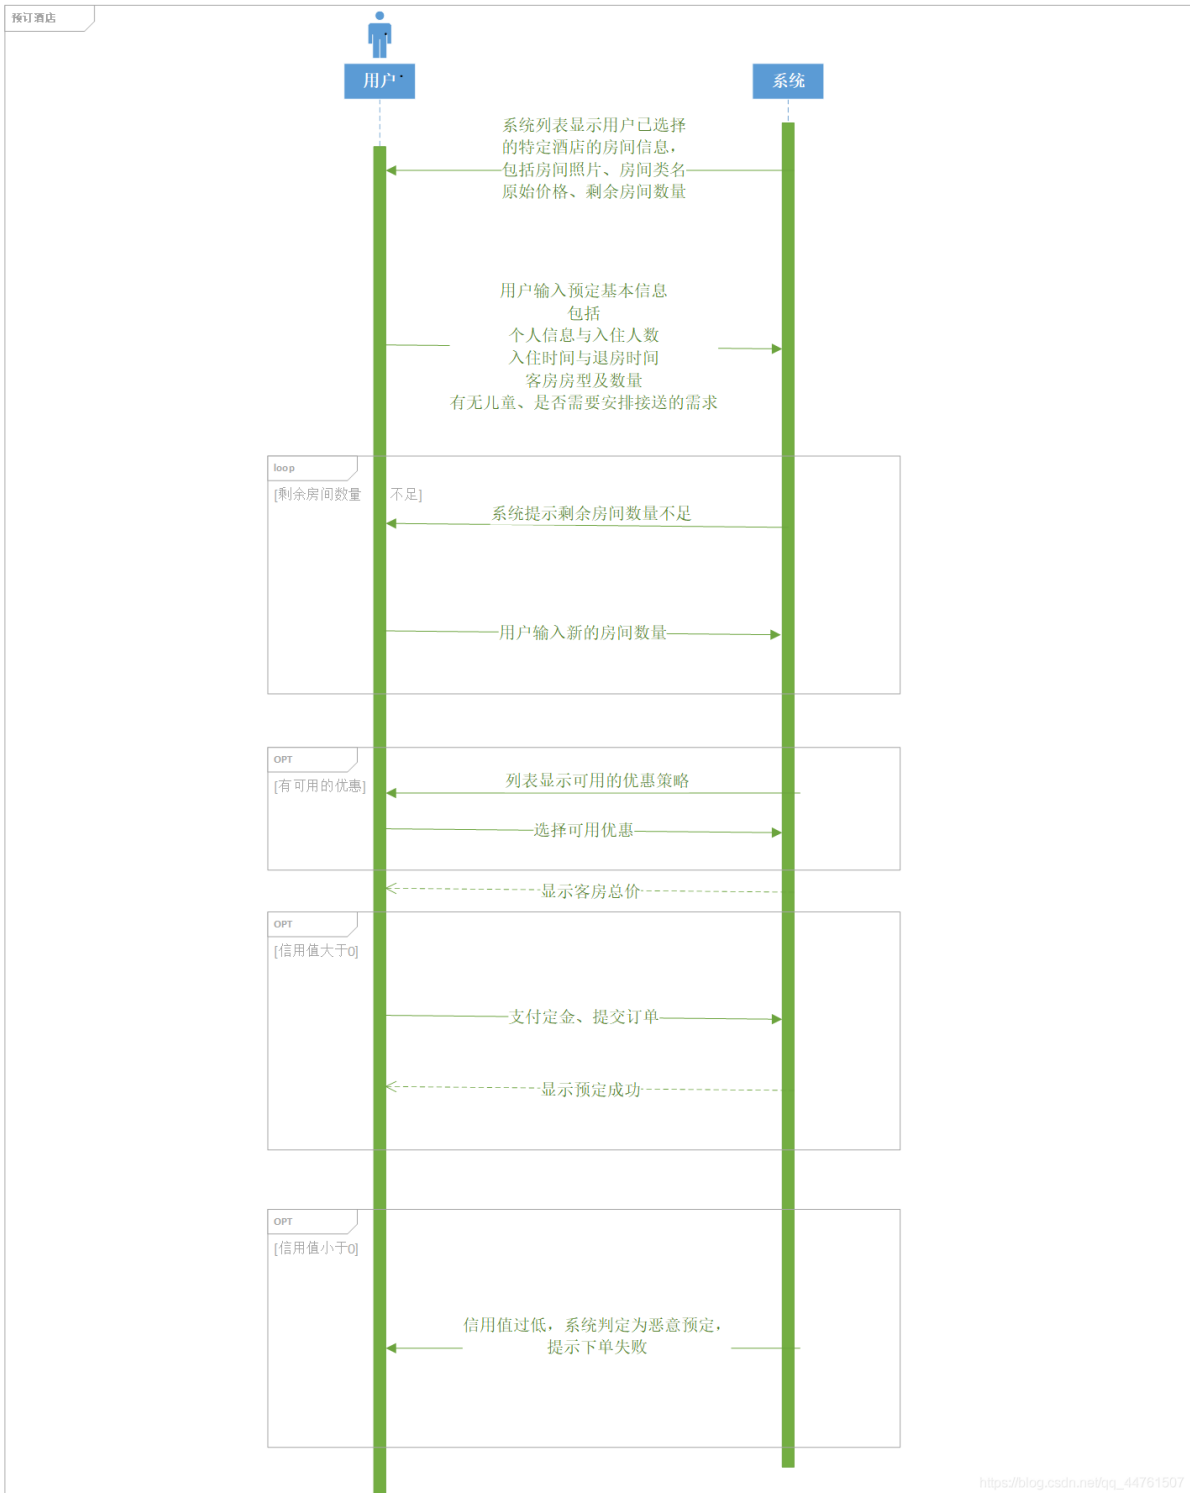 预订酒店
用户
系统
系统列表显示用户已选择
的特定酒店的房间信息，
包括房间照片、房间类名
原始价格、剩余房间数量
用户输入预定基本信息
包括
个人信息与入住人数
入住时间与退房时间
客房房型及数量
有无儿童、是否需要安排接送的需求
loop
[剩余房间数量 不足]
系统提示剩余房间数量不足
用户输入新的房间数量
OPT
[有可用的优惠]
列表显示可用的优惠策略
选择可用优惠
显示客房总价
OPT
[信用值大于0]
支付定金、提交订单
显示预定成功
OPT
[信用值小于0]
信用值过低，系统判定为恶意预定，
提示下单失败
https://blog.csdn.net/qq_44761507